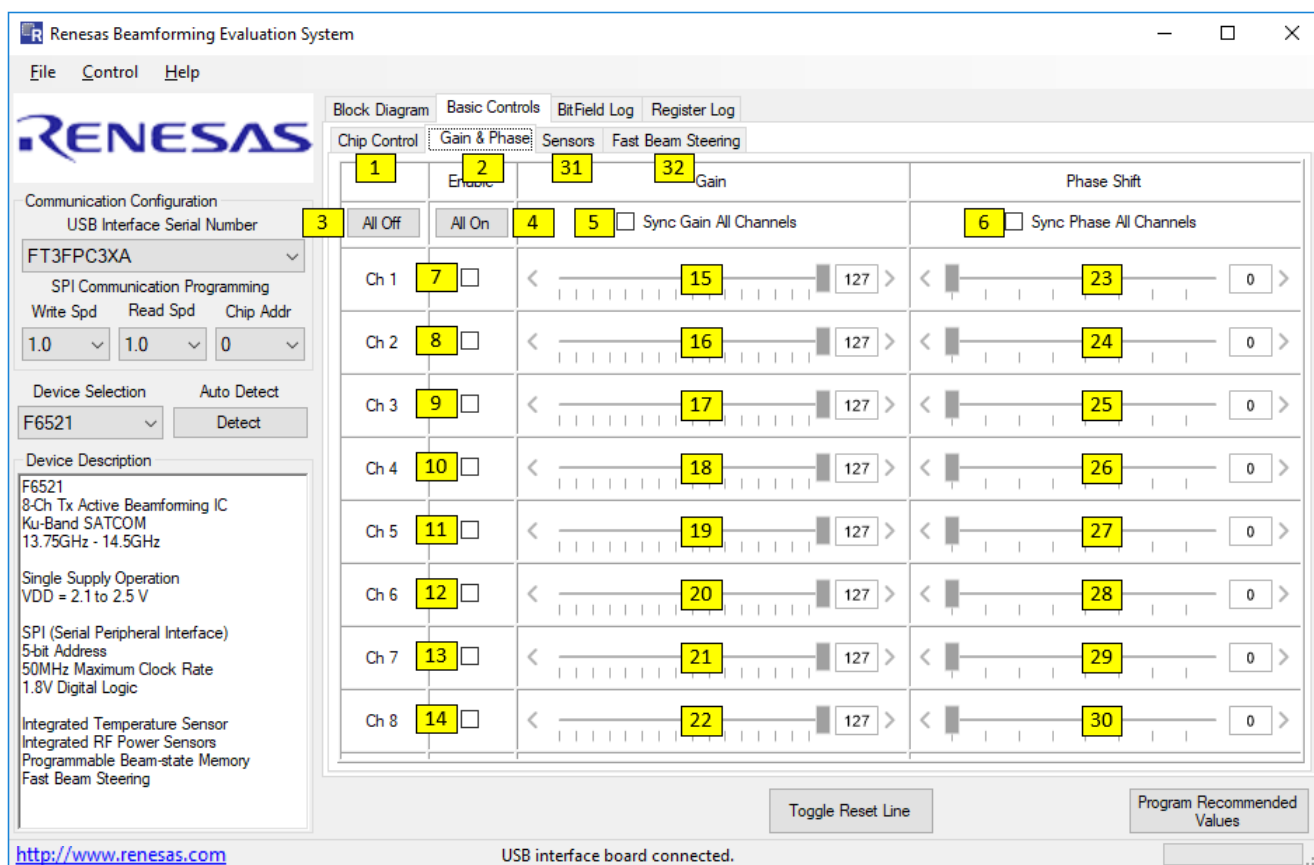 Renesas Beamforming Evaluation System
File Control Help
RENESAS
Block Diagram Basic Controls BitField Log Register Log
Chip Control Gain & Phase Sensors Fast Beam Steering
1 2 31 32
Enable Gain Phase Shift
3 All Off All On 4 5 Sync Gain All Channels 6 Sync Phase All Channels
Ch 1 7 15 127 23 0
Ch 2 8 16 127 24 0
Ch 3 9 17 127 25 0
Ch 4 10 18 127 26 0
Ch 5 11 19 127 27 0
Ch 6 12 20 127 28 0
Ch 7 13 21 127 29 0
Ch 8 14 22 127 30 0
Communication Configuration
USB Interface Serial Number
FT3FPC3XA
SPI Communication Programming
Write Spd Read Spd Chip Addr
1.0 1.0 0
Device Selection Auto Detect
F6521 Detect
Device Description
F6521
8-Ch Tx Active Beamforming IC
Ku-Band SATCOM
13.75GHz - 14.5GHz
Single Supply Operation
VDD = 2.1 to 2.5 V
SPI (Serial Peripheral Interface)
5-bit Address
50MHz Maximum Clock Rate
1.8V Digital Logic
Integrated Temperature Sensor
Integrated RF Power Sensors
Programmable Beam-state Memory
Fast Beam Steering
Toggle Reset Line
Program Recommended
Values
http://www.renesas.com
USB interface board connected.